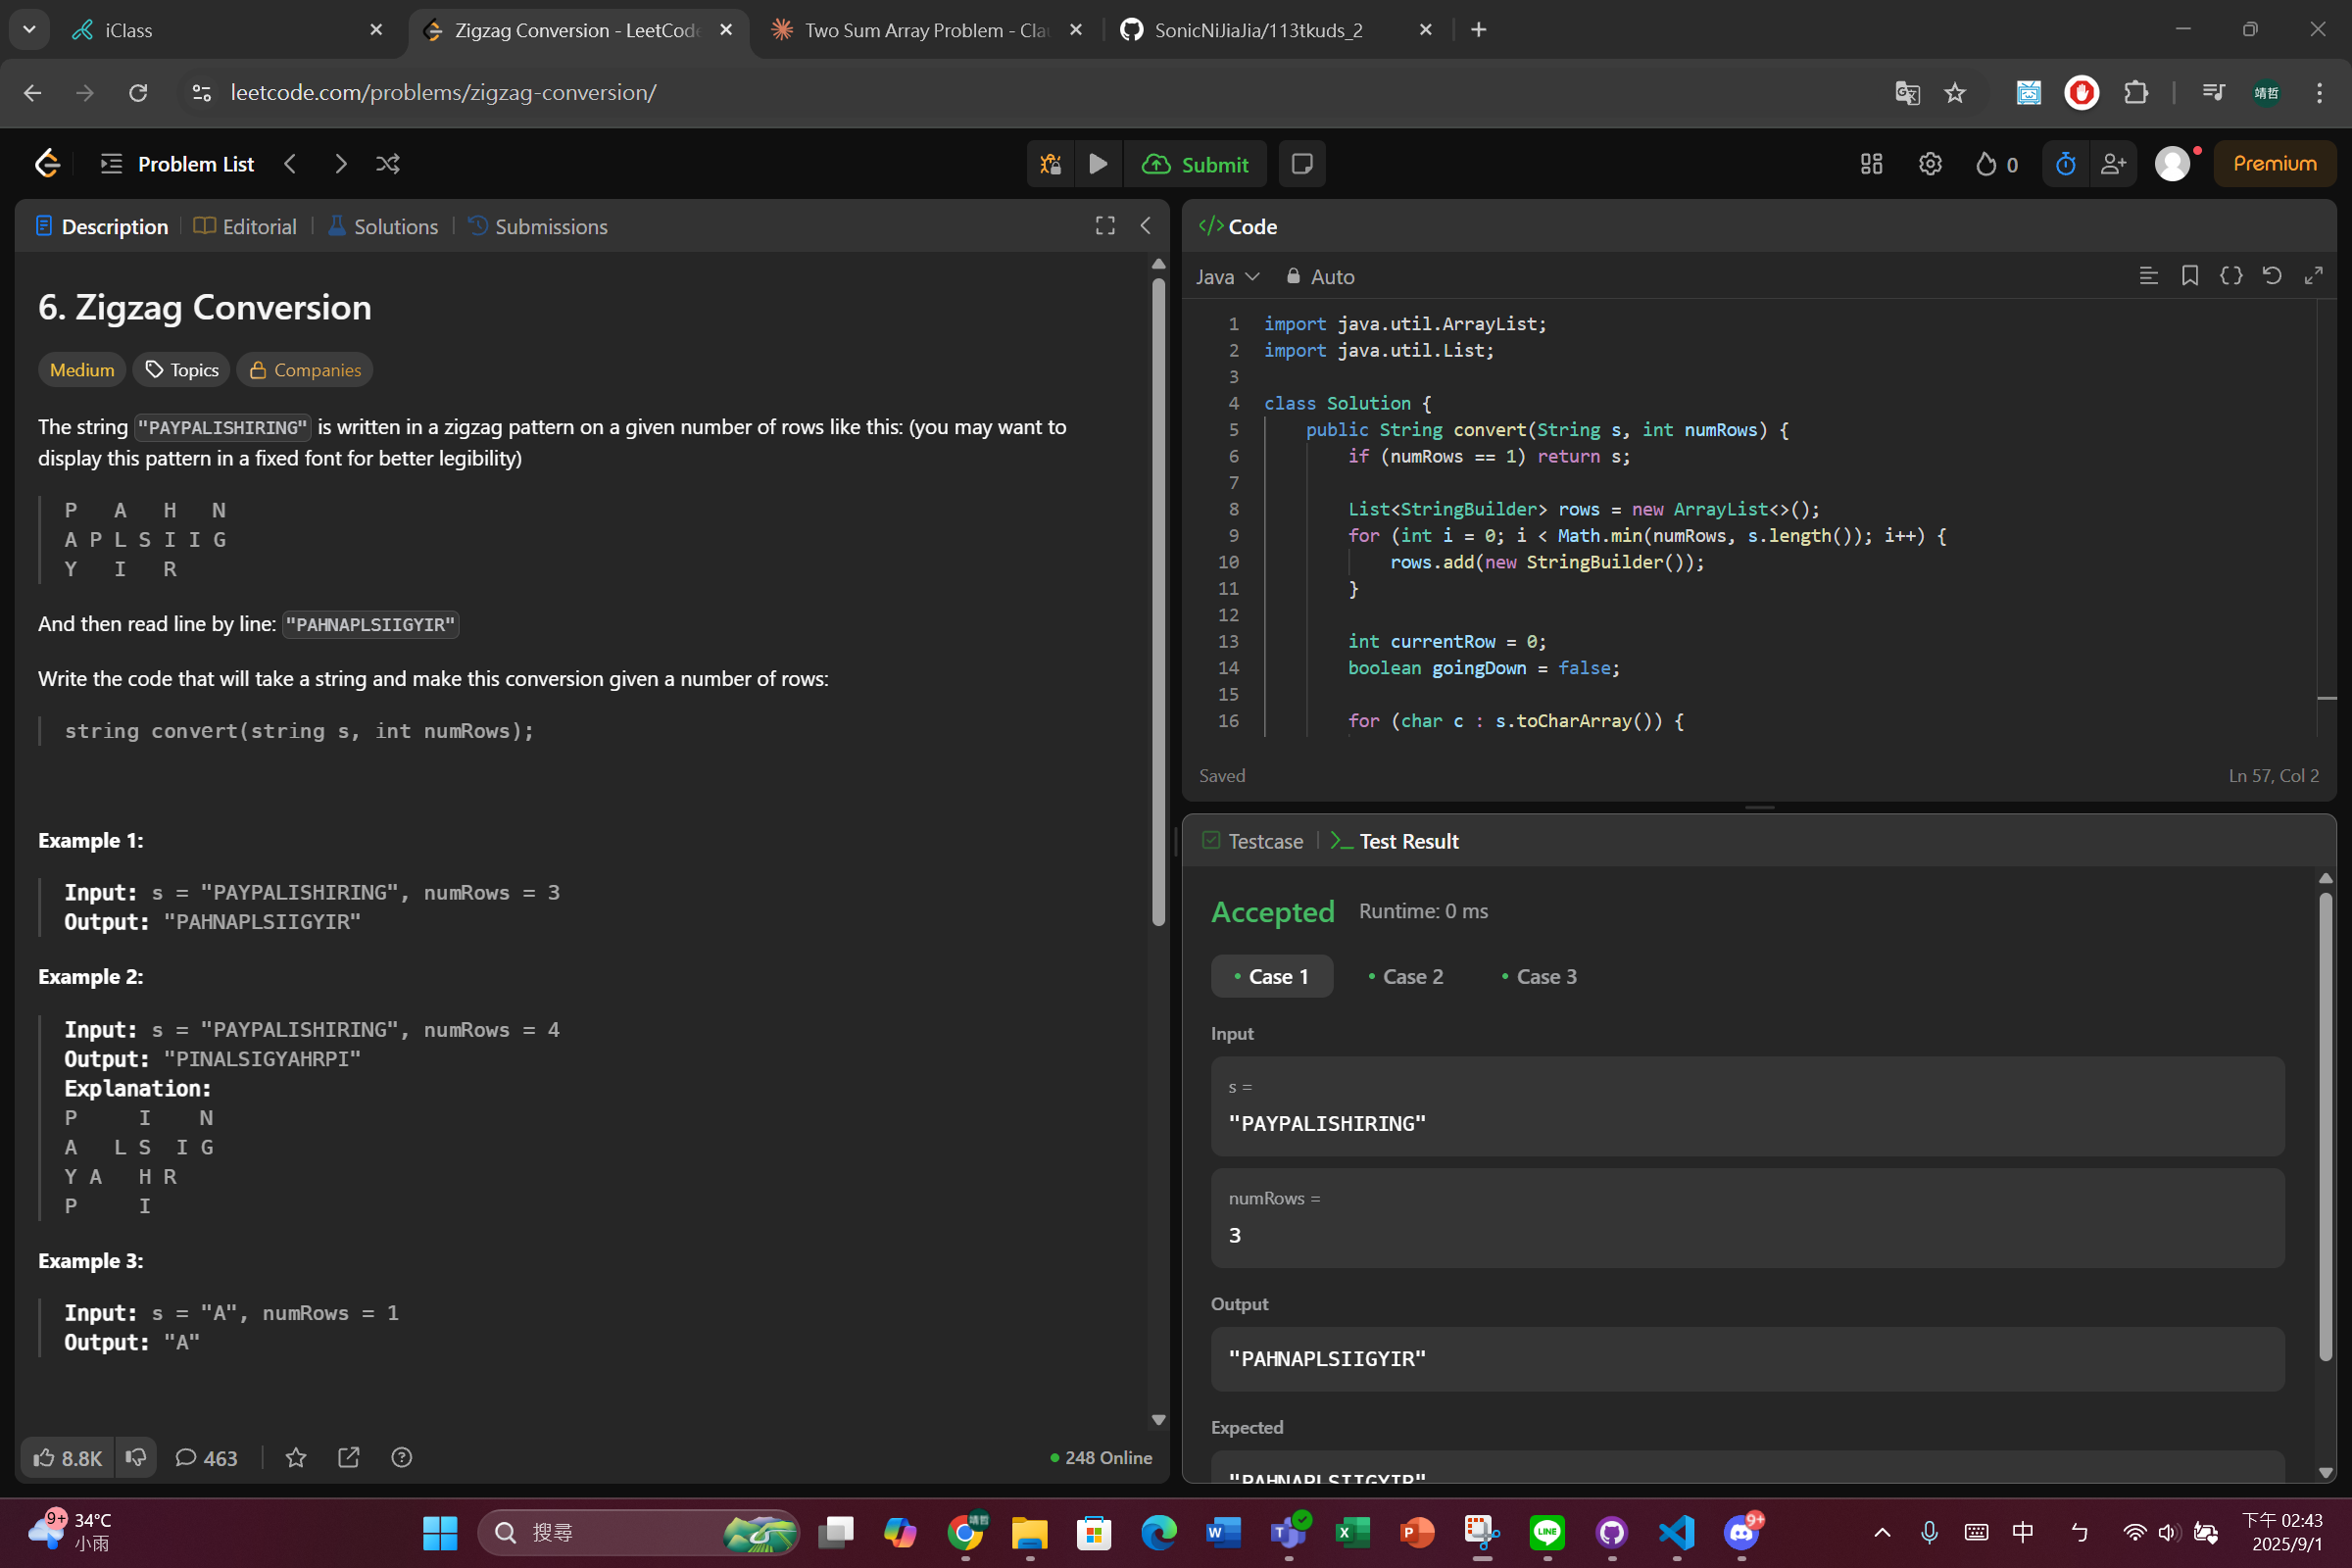 iClass
Zigzag Conversion - LeetCode
Two Sum Array Problem - Cla
SonicNiJiaJia/113tkuds_2
leetcode.com/problems/zigzag-conversion/
靖哲
Problem List
Submit
0
Premium
Description
Editorial
Solutions
Submissions
6. Zigzag Conversion
Medium
Topics
Companies
The string "PAYPALISHIRING" is written in a zigzag pattern on a given number of rows like this: (you may want to
display this pattern in a fixed font for better legibility)
P   A   H   N
A P L S I I G
Y   I   R
And then read line by line: "PAHNAPLSIIGYIR"
Write the code that will take a string and make this conversion given a number of rows:
string convert(string s, int numRows);
Example 1:
Input: s = "PAYPALISHIRING", numRows = 3
Output: "PAHNAPLSIIGYIR"
Example 2:
Input: s = "PAYPALISHIRING", numRows = 4
Output: "PINALSIGYAHRPI"
Explanation:
P     I    N
A   L S  I G
Y A   H R
P     I
Example 3:
Input: s = "A", numRows = 1
Output: "A"
8.8K
463
248 Online
</> Code
Java
Auto
1 import java.util.ArrayList;
2 import java.util.List;
3
4 class Solution {
5     public String convert(String s, int numRows) {
6         if (numRows == 1) return s;
7
8         List<StringBuilder> rows = new ArrayList<>();
9         for (int i = 0; i < Math.min(numRows, s.length()); i++) {
10             rows.add(new StringBuilder());
11         }
12
13         int currentRow = 0;
14         boolean goingDown = false;
15
16         for (char c : s.toCharArray()) {
Saved
Ln 57, Col 2
Testcase
Test Result
Accepted
Runtime: 0 ms
Case 1
Case 2
Case 3
Input
s =
"PAYPALISHIRING"
numRows =
3
Output
"PAHNAPLSIIGYIR"
Expected
"PAHNAPLSIIGYIR"
9+
34°C
小雨
搜尋
靖哲
LINE
9+
中
ㄅ
下午 02:43
2025/9/1